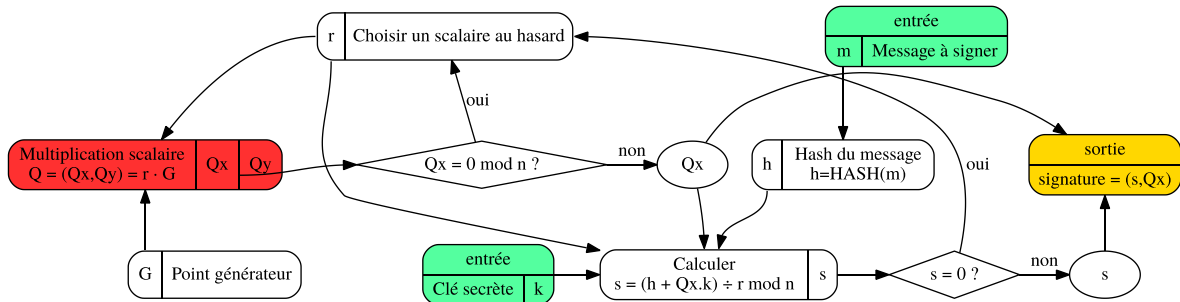 entrée
m Message à signer
r Choisir un scalaire au hasard
oui
Multiplication scalaire
Q = (Qx,Qy) = r · G
Qx
Qy
Qx = 0 mod n ?
non
Qx
h
Hash du message
h=HASH(m)
oui
sortie
signature = (s,Qx)
G Point générateur
entrée
Clé secrète k
Calculer
s = (h + Qx.k) ÷ r mod n
s
s = 0 ?
non
s